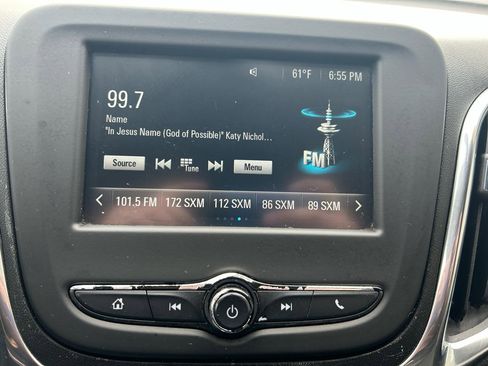 61°F 6:55 PM
99.7
Name
"In Jesus Name (God of Possible)" Katy Nichol...
FM
Source Tune Menu
101.5 FM 172 SXM 112 SXM 86 SXM 89 SXM